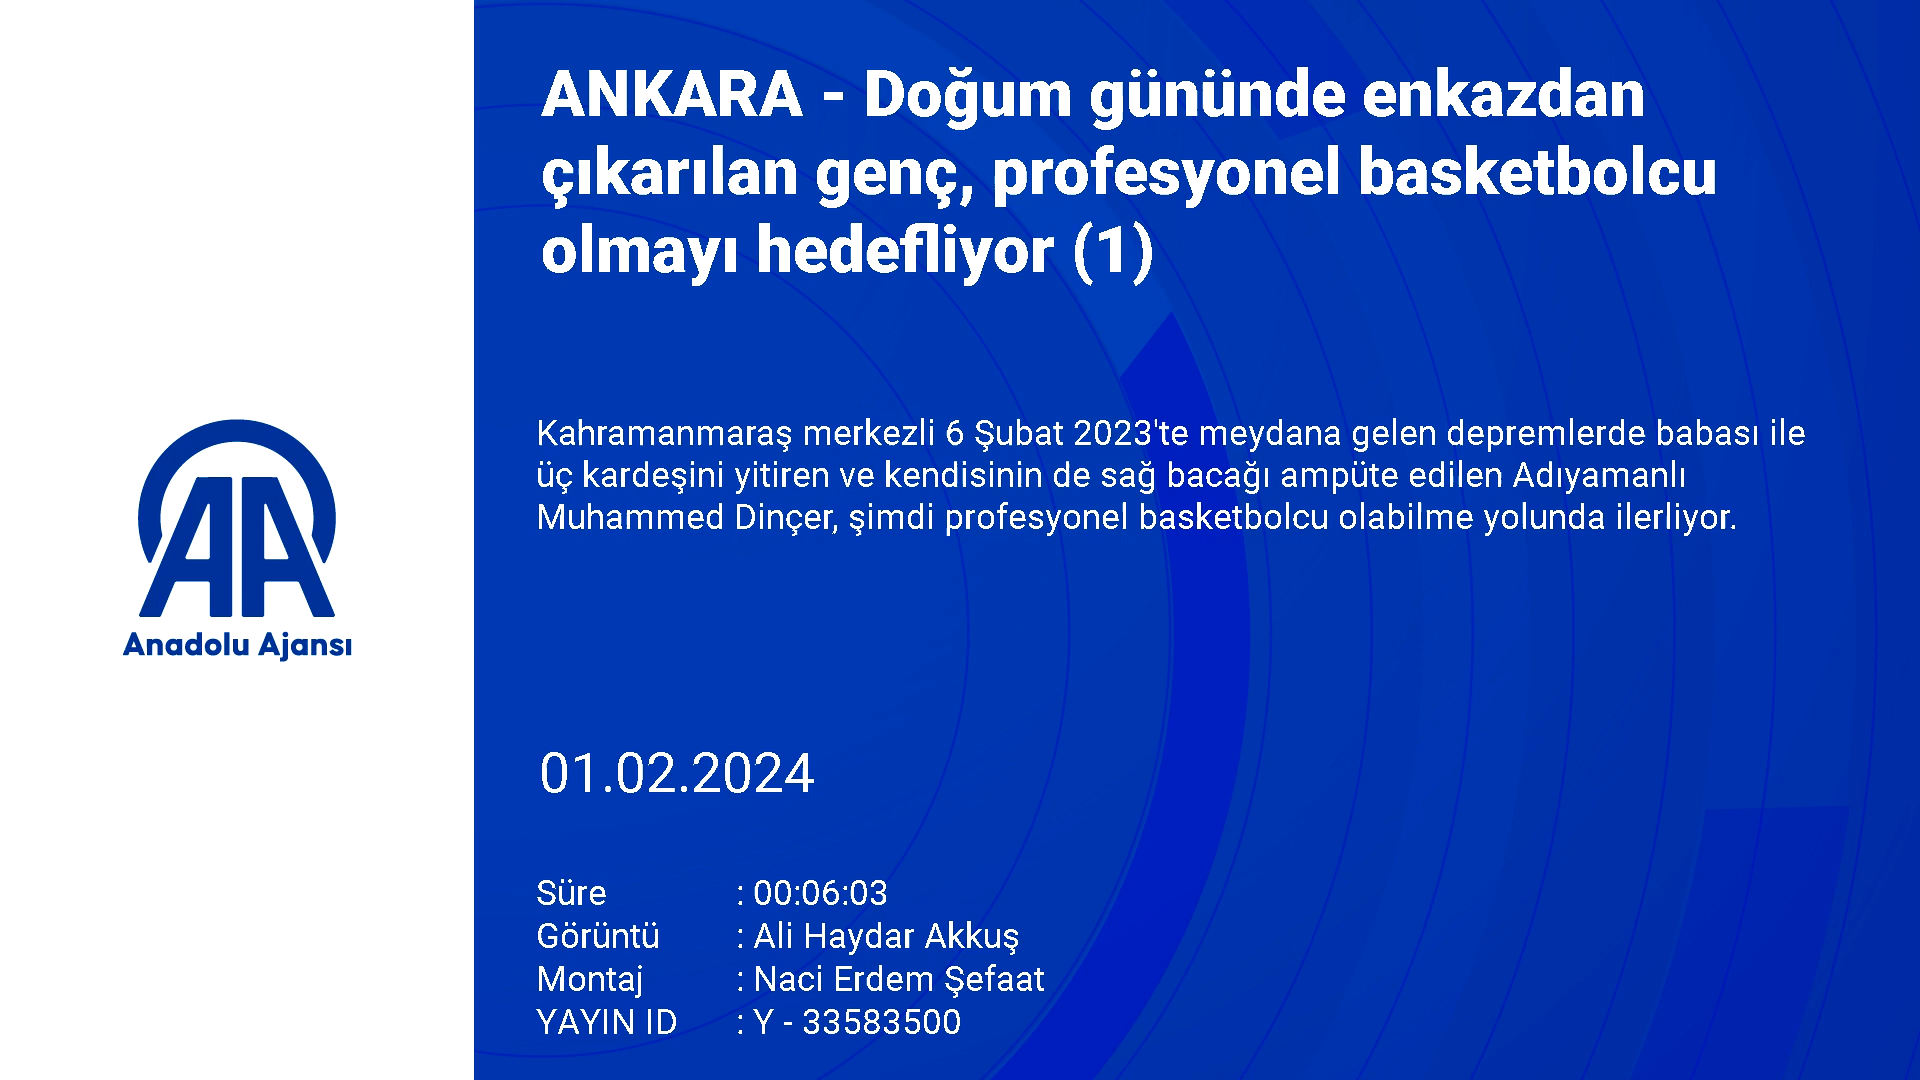 ANKARA - Doğum gününde enkazdan
çıkarılan genç, profesyonel basketbolcu
olmayı hedefliyor (1)
Kahramanmaraş merkezli 6 Şubat 2023'te meydana gelen depremlerde babası ile
üç kardeşini yitiren ve kendisinin de sağ bacağı ampüte edilen Adıyamanlı
Muhammed Dinçer, şimdi profesyonel basketbolcu olabilme yolunda ilerliyor.
AA
Anadolu Ajansı
01.02.2024
Süre : 00:06:03
Görüntü : Ali Haydar Akkuş
Montaj : Naci Erdem Şefaat
YAYIN ID : Y - 33583500